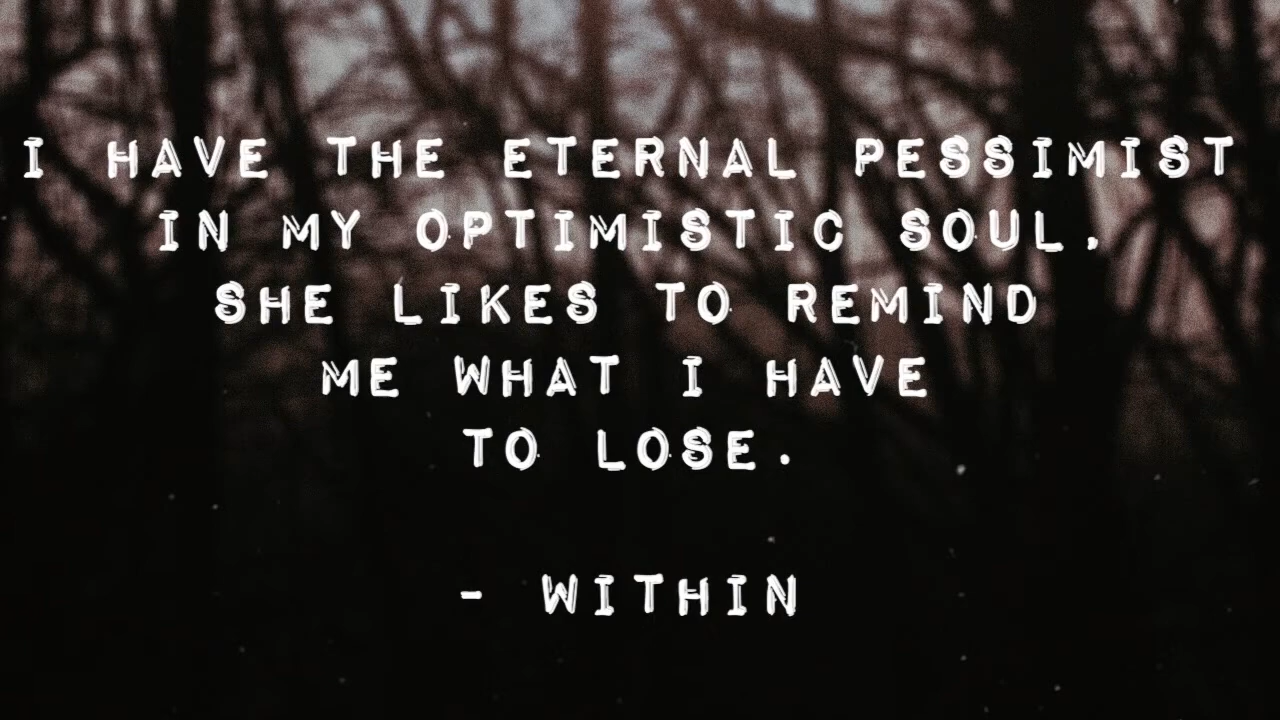 I HAVE THE ETERNAL PESSIMIST
IN MY OPTIMISTIC SOUL.
SHE LIKES TO REMIND
ME WHAT I HAVE
TO LOSE.
- WITHIN